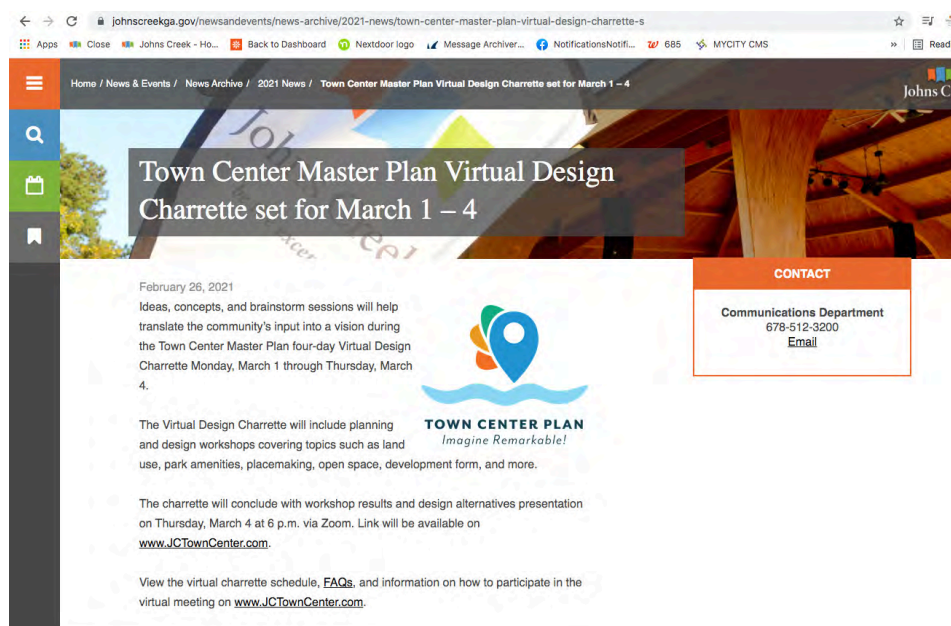 johnscreekga.gov/newsandevents/news-archive/2021-news/town-center-master-plan-virtual-design-charrette-s
Apps Close Johns Creek - Ho... Back to Dashboard Nextdoor logo Message Archiver... NotificationsNotifi... 685 MYCITY CMS » Read
Home / News & Events / News Archive / 2021 News / Town Center Master Plan Virtual Design Charrette set for March 1 – 4
Johns C
Johns Creek
Town Center Master Plan Virtual Design
Charrette set for March 1 – 4
February 26, 2021
Ideas, concepts, and brainstorm sessions will help
translate the community's input into a vision during
the Town Center Master Plan four-day Virtual Design
Charrette Monday, March 1 through Thursday, March
4.
TOWN CENTER PLAN
Imagine Remarkable!
The Virtual Design Charrette will include planning
and design workshops covering topics such as land
use, park amenities, placemaking, open space, development form, and more.
The charrette will conclude with workshop results and design alternatives presentation
on Thursday, March 4 at 6 p.m. via Zoom. Link will be available on
www.JCTownCenter.com.
View the virtual charrette schedule, FAQs, and information on how to participate in the
virtual meeting on www.JCTownCenter.com.
CONTACT
Communications Department
678-512-3200
Email